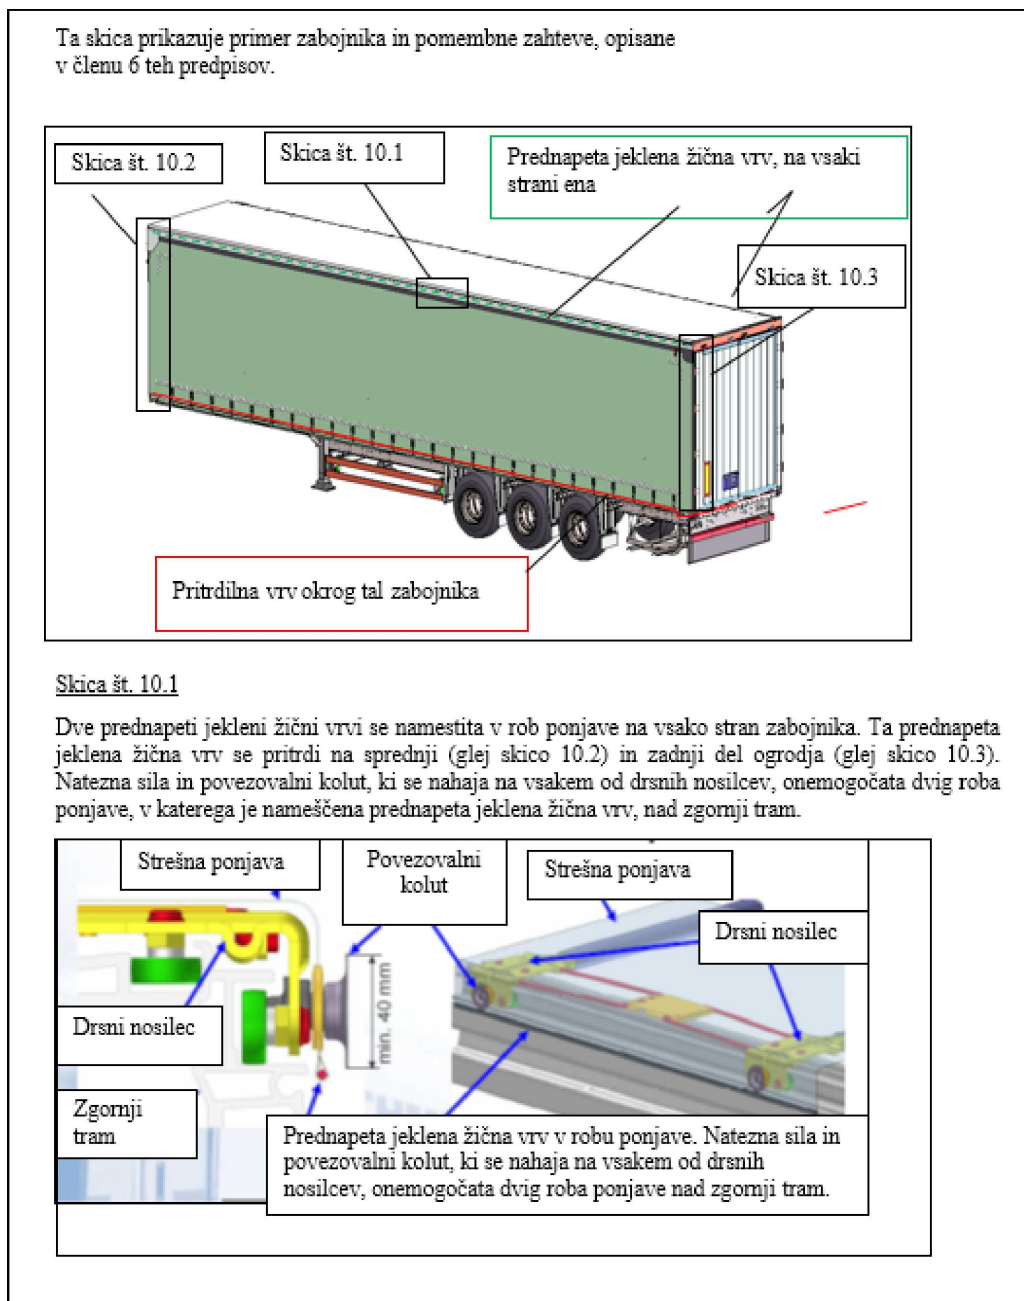 Ta skica prikazuje primer zabojnika in pomembne zahteve, opisane
v členu 6 teh predpisov.
Skica št. 10.2
Skica št. 10.1
Prednapeta jeklena žična vrv, na vsaki
strani ena
Skica št. 10.3
Pritrdilna vrv okrog tal zabojnika
Skica št. 10.1
Dve prednapeti jekleni žični vrvi se namestita v rob ponjave na vsako stran zabojnika. Ta prednapeta
jeklena žična vrv se pritrdi na sprednji (glej skico 10.2) in zadnji del ogrodja (glej skico 10.3).
Natezna sila in povezovalni kolut, ki se nahaja na vsakem od drsnih nosilcev, onemogočata dvig roba
ponjave, v katerega je nameščena prednapeta jeklena žična vrv, nad zgornji tram.
Strešna ponjava
Povezovalni
kolut
Strešna ponjava
Drsni nosilec
min. 40 mm
Drsni nosilec
Zgornji
tram
Prednapeta jeklena žična vrv v robu ponjave. Natezna sila in
povezovalni kolut, ki se nahaja na vsakem od drsnih
nosilcev, onemogočata dvig roba ponjave nad zgornji tram.